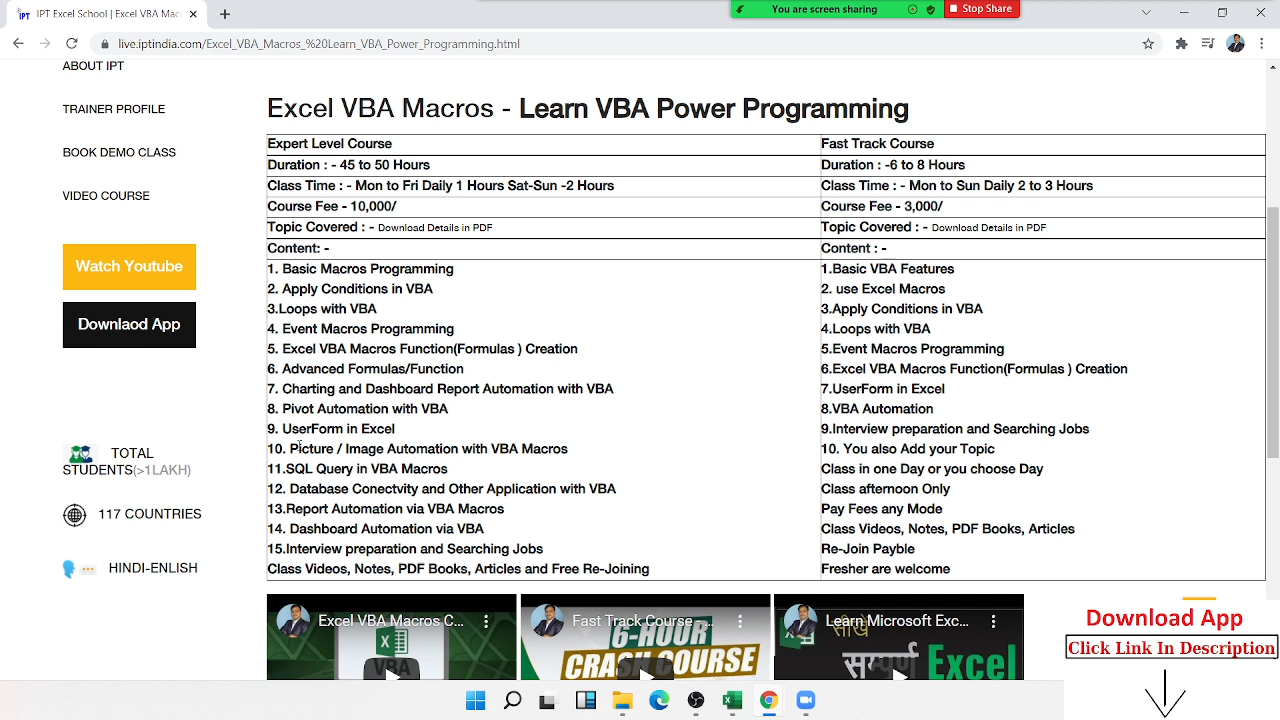 IPT Excel School | Excel VBA Mac
You are screen sharing
Stop Share
live.iptindia.com/Excel_VBA_Macros_%20Learn_VBA_Power_Programming.html
ABOUT IPT
TRAINER PROFILE
BOOK DEMO CLASS
VIDEO COURSE
Watch Youtube
Downlaod App
TOTAL
STUDENTS(>1LAKH)
117 COUNTRIES
HINDI-ENLISH
Excel VBA Macros - Learn VBA Power Programming
Expert Level Course
Duration : - 45 to 50 Hours
Class Time : - Mon to Fri Daily 1 Hours Sat-Sun -2 Hours
Course Fee - 10,000/
Topic Covered : - Download Details in PDF
Content: -
1. Basic Macros Programming
2. Apply Conditions in VBA
3.Loops with VBA
4. Event Macros Programming
5. Excel VBA Macros Function(Formulas ) Creation
6. Advanced Formulas/Function
7. Charting and Dashboard Report Automation with VBA
8. Pivot Automation with VBA
9. UserForm in Excel
10. Picture / Image Automation with VBA Macros
11.SQL Query in VBA Macros
12. Database Conectvity and Other Application with VBA
13.Report Automation via VBA Macros
14. Dashboard Automation via VBA
15.Interview preparation and Searching Jobs
Class Videos, Notes, PDF Books, Articles and Free Re-Joining
Fast Track Course
Duration : -6 to 8 Hours
Class Time : - Mon to Sun Daily 2 to 3 Hours
Course Fee - 3,000/
Topic Covered : - Download Details in PDF
Content : -
1.Basic VBA Features
2. use Excel Macros
3.Apply Conditions in VBA
4.Loops with VBA
5.Event Macros Programming
6.Excel VBA Macros Function(Formulas ) Creation
7.UserForm in Excel
8.VBA Automation
9.Interview preparation and Searching Jobs
10. You also Add your Topic
Class in one Day or you choose Day
Class afternoon Only
Pay Fees any Mode
Class Videos, Notes, PDF Books, Articles
Re-Join Payble
Fresher are welcome
Excel VBA Macros C...
VBA
Fast Track Course -...
6-HOUR
CRASH COURSE
Learn Microsoft Exc...
सीखे
सम्पूर्ण Excel
Download App
Click Link In Description